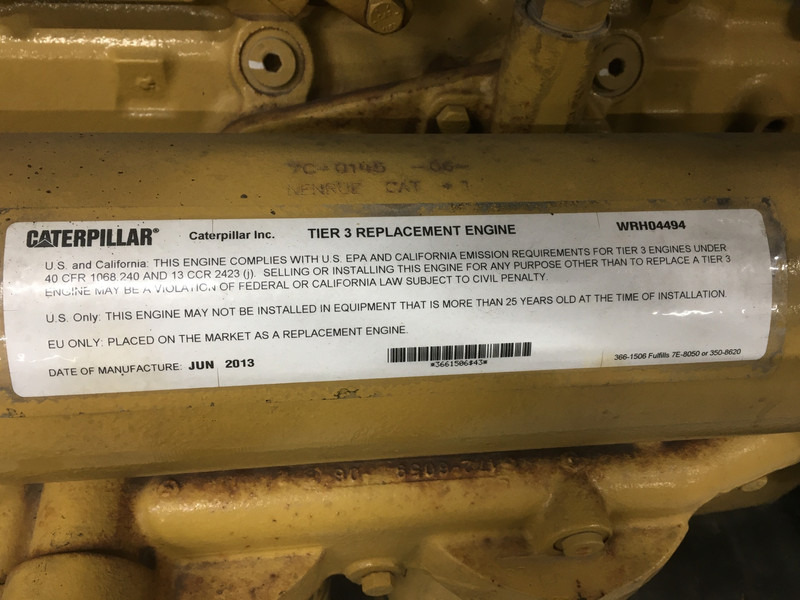 7C-0185 -06-
CAT
CATERPILLAR® Caterpillar Inc. TIER 3 REPLACEMENT ENGINE WRH04494
U.S. and California: THIS ENGINE COMPLIES WITH U.S. EPA AND CALIFORNIA EMISSION REQUIREMENTS FOR TIER 3 ENGINES UNDER
40 CFR 1068.240 AND 13 CCR 2423 (j). SELLING OR INSTALLING THIS ENGINE FOR ANY PURPOSE OTHER THAN TO REPLACE A TIER 3
ENGINE MAY BE A VIOLATION OF FEDERAL OR CALIFORNIA LAW SUBJECT TO CIVIL PENALTY.
U.S. Only: THIS ENGINE MAY NOT BE INSTALLED IN EQUIPMENT THAT IS MORE THAN 25 YEARS OLD AT THE TIME OF INSTALLATION.
EU ONLY: PLACED ON THE MARKET AS A REPLACEMENT ENGINE.
DATE OF MANUFACTURE: JUN 2013
*3661506$43*
366-1506 Fulfills 7E-8050 or 350-8620